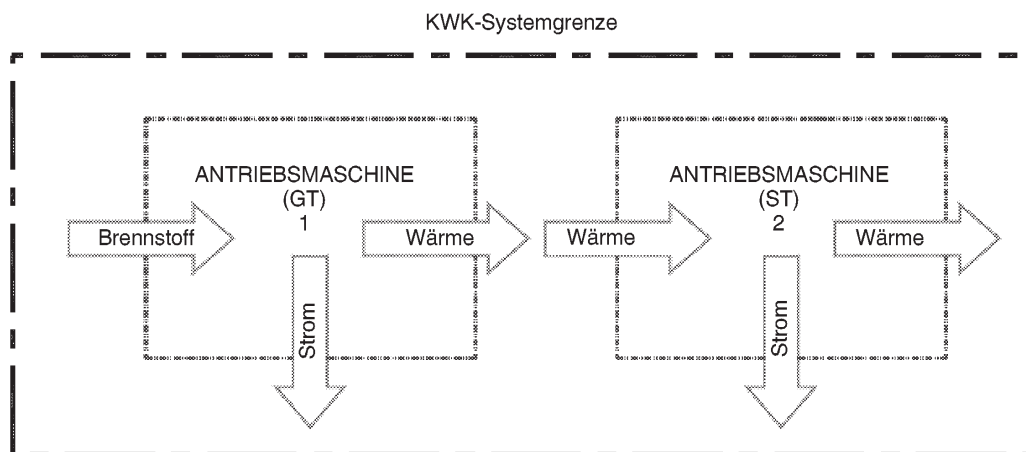 KWK-Systemgrenze
ANTRIEBSMASCHINE
(GT)
1
Brennstoff
Wärme
Strom
ANTRIEBSMASCHINE
(ST)
2
Wärme
Wärme
Strom